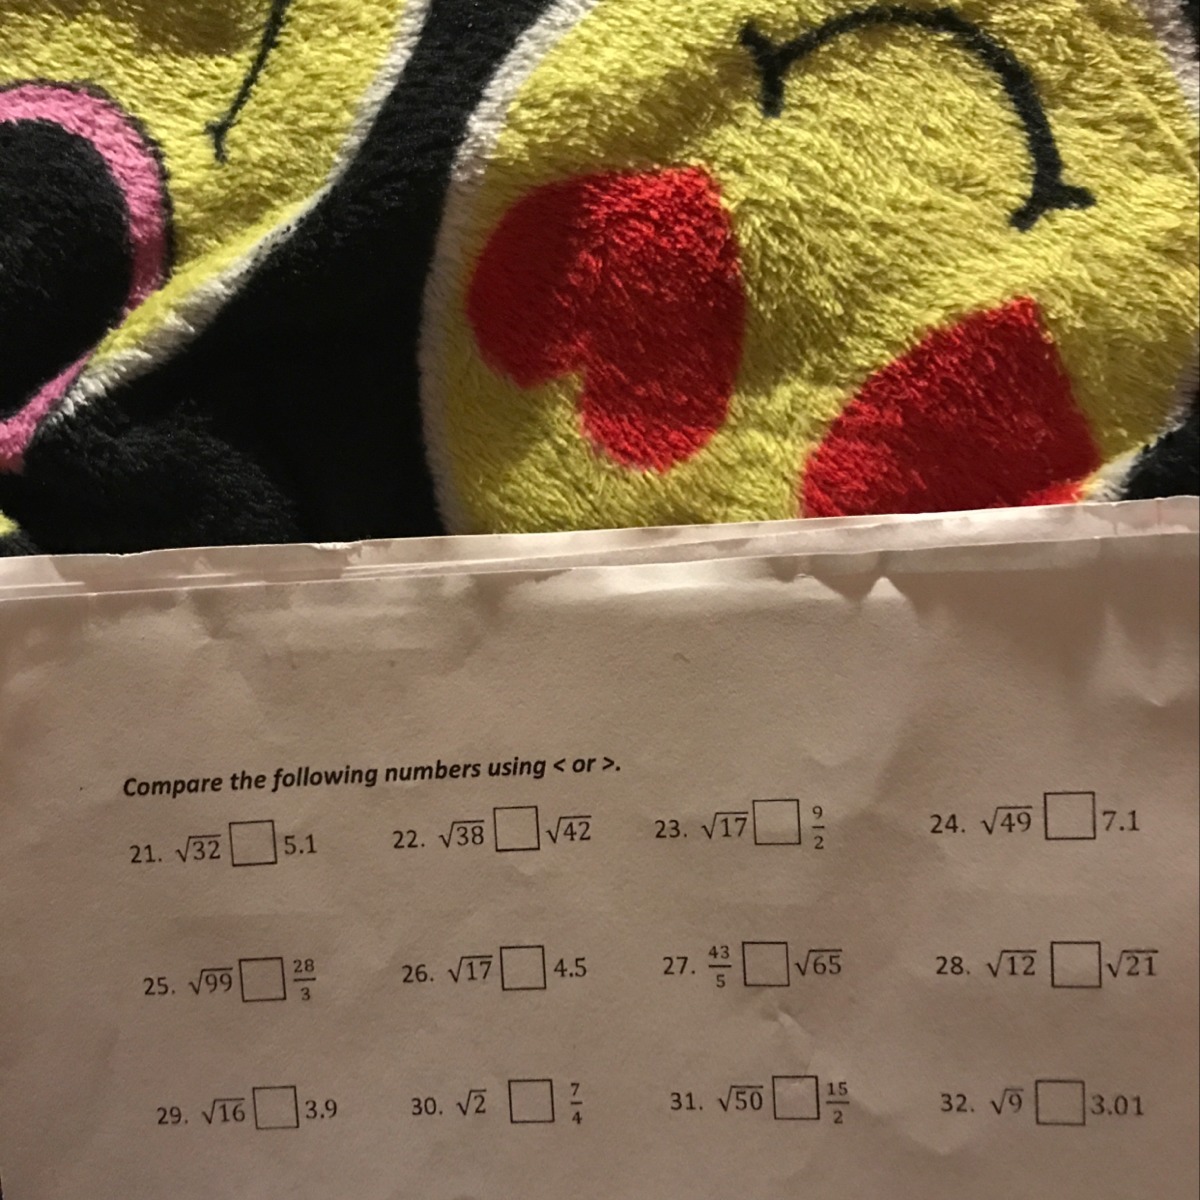 Compare the following numbers using < or >.
21. √32 □ 5.1 22. √38 □ √42 23. √17 □ 9/2 24. √49 □ 7.1
25. √99 □ 28/3 26. √17 □ 4.5 27. 43/5 □ √65 28. √12 □ √21
29. √16 □ 3.9 30. √2 □ 7/4 31. √50 □ 15/2 32. √9 □ 3.01